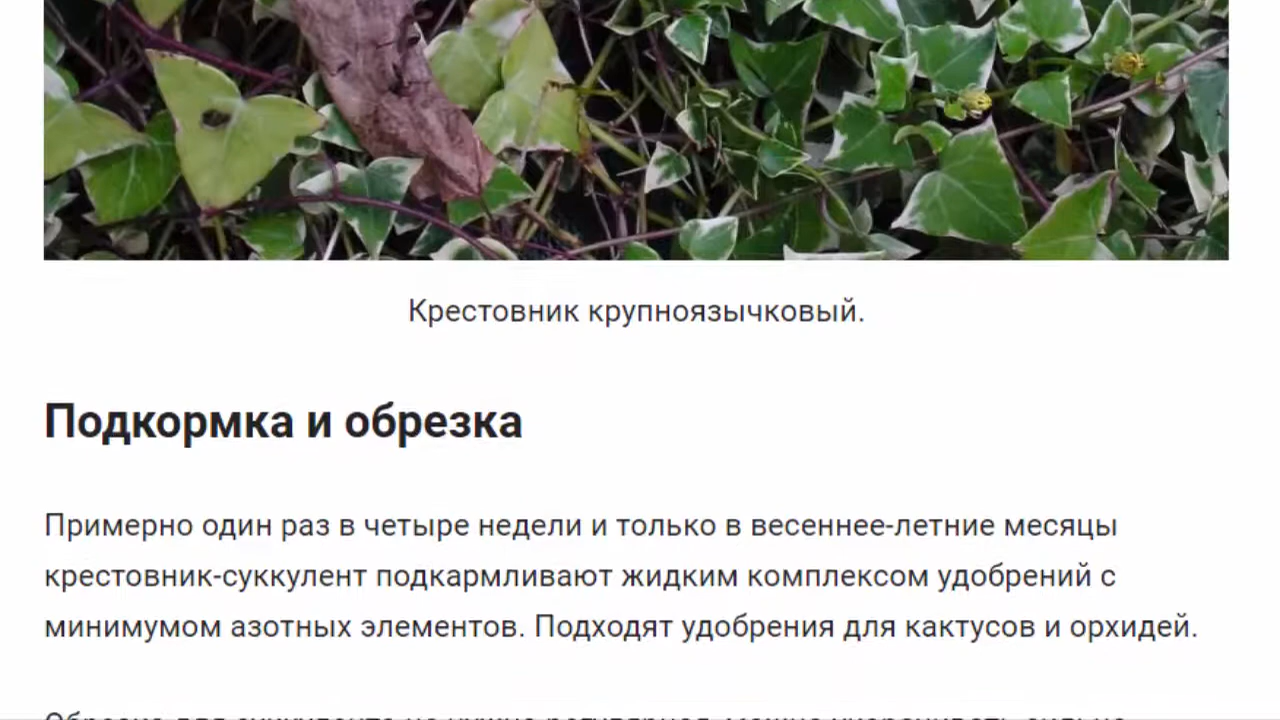 Крестовник крупноязычковый.
Подкормка и обрезка
Примерно один раз в четыре недели и только в весеннее-летние месяцы
крестовник-суккулент подкармливают жидким комплексом удобрений с
минимумом азотных элементов. Подходят удобрения для кактусов и орхидей.